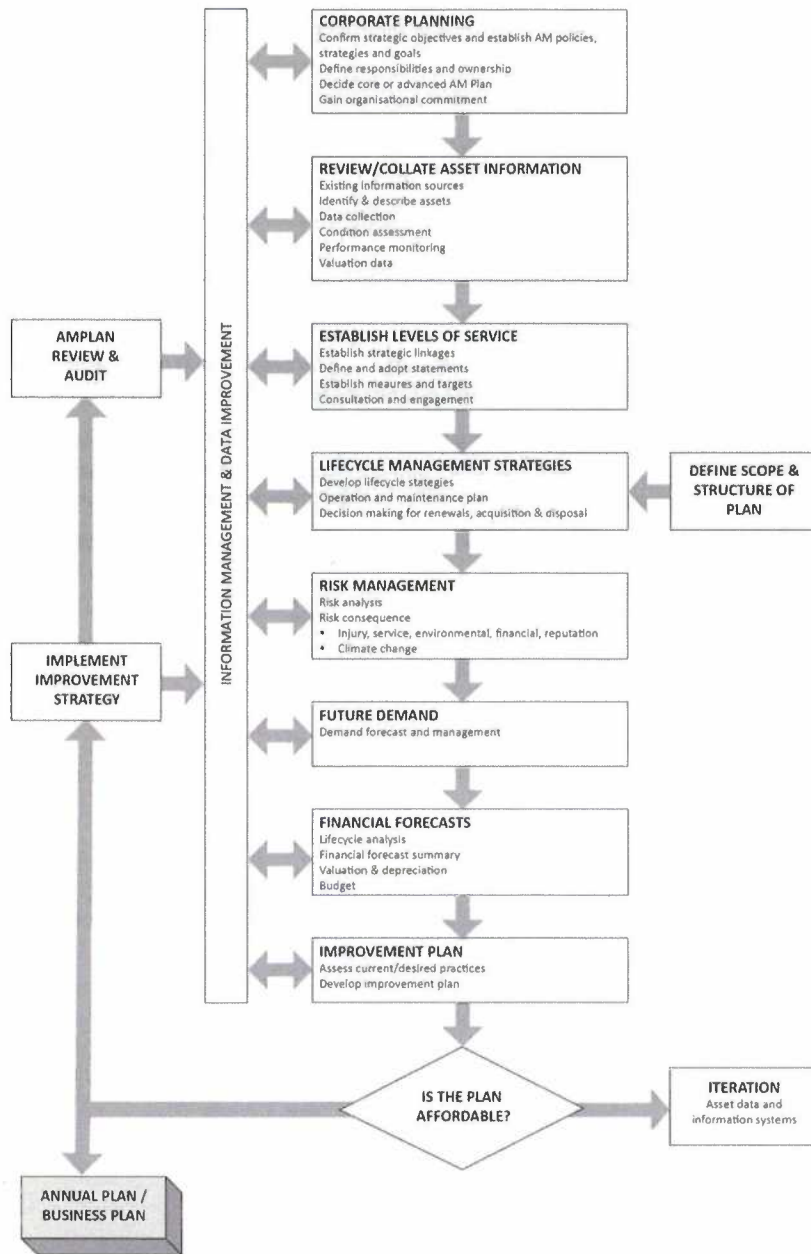 CORPORATE PLANNING
Confirm strategic objectives and establish AM policies,
strategies and goals
Define responsibilities and ownership
Decide core or advanced AM Plan
Gain organisational commitment
REVIEW/COLLATE ASSET INFORMATION
Existing information sources
Identify & describe assets
Data collection
Condition assessment
Performance monitoring
Valuation data
AMPLAN
REVIEW &
AUDIT
INFORMATION MANAGEMENT & DATA IMPROVEMENT
ESTABLISH LEVELS OF SERVICE
Establish strategic linkages
Define and adopt statements
Establish meaures and targets
Consultation and engagement
LIFECYCLE MANAGEMENT STRATEGIES
Develop lifecycle stategies
Operation and maintenance plan
Decision making for renewals, acquisition & disposal
DEFINE SCOPE &
STRUCTURE OF
PLAN
RISK MANAGEMENT
Risk analysis
Risk consequence
• Injury, service, environmental, financial, reputation
• Climate change
IMPLEMENT
IMPROVEMENT
STRATEGY
FUTURE DEMAND
Demand forecast and management
FINANCIAL FORECASTS
Lifecycle analysis
Financial forecast summary
Valuation & depreciation
Budget
IMPROVEMENT PLAN
Assess current/desired practices
Develop improvement plan
IS THE PLAN
AFFORDABLE?
ITERATION
Asset data and
information systems
ANNUAL PLAN /
BUSINESS PLAN